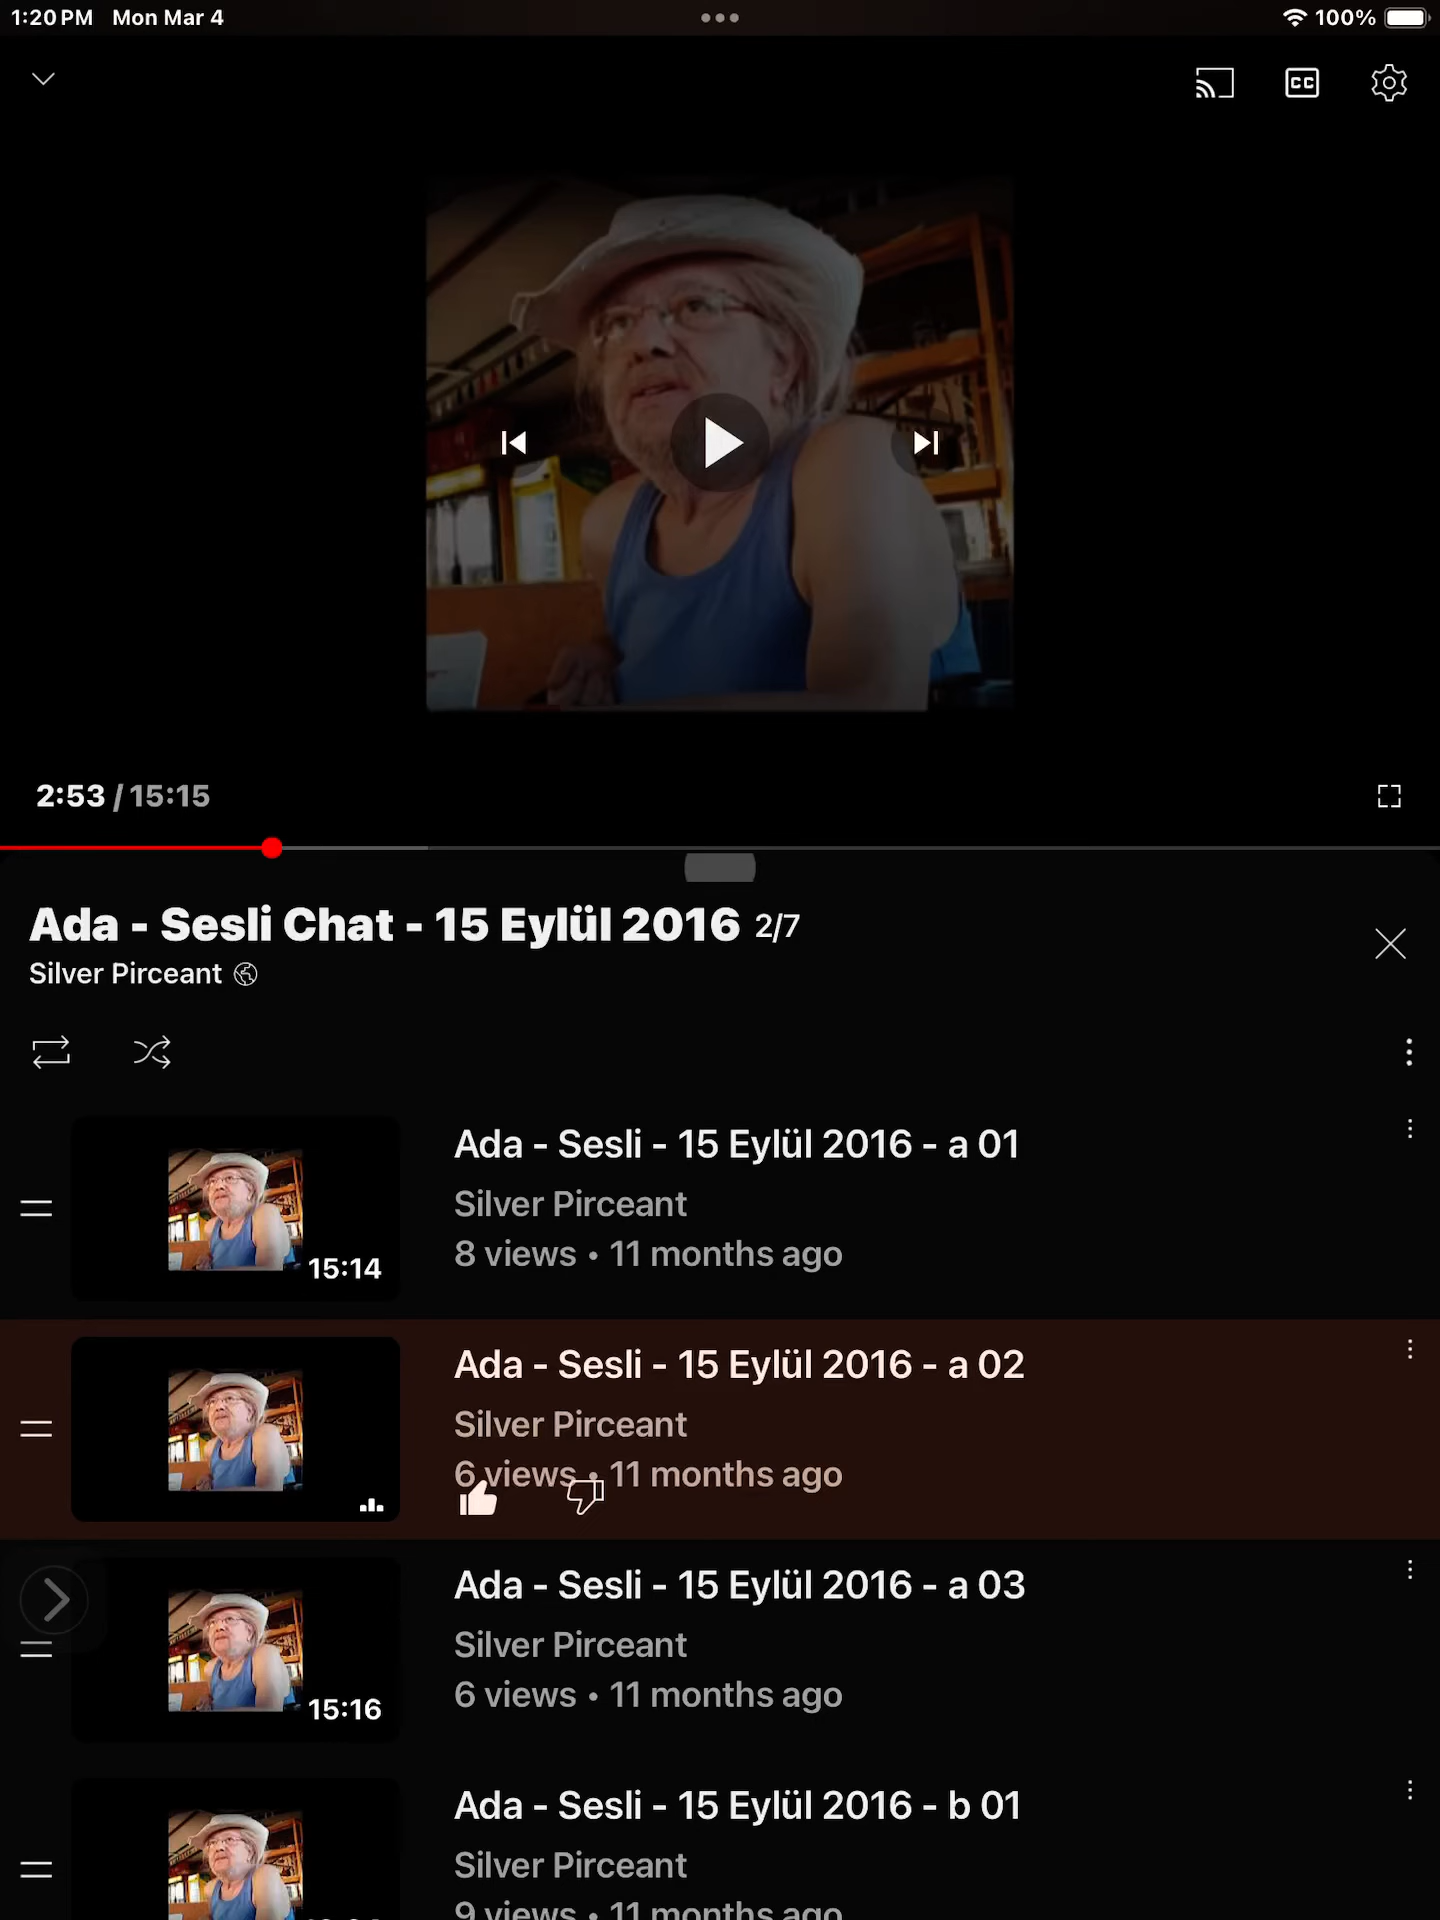 1:20 PM Mon Mar 4
100%
CC
2:53 / 15:15
Ada - Sesli Chat - 15 Eylül 2016 2/7
Silver Pirceant
Ada - Sesli - 15 Eylül 2016 - a 01
Silver Pirceant
8 views • 11 months ago
15:14
Ada - Sesli - 15 Eylül 2016 - a 02
Silver Pirceant
6 views • 11 months ago
Ada - Sesli - 15 Eylül 2016 - a 03
Silver Pirceant
6 views • 11 months ago
15:16
Ada - Sesli - 15 Eylül 2016 - b 01
Silver Pirceant
9 views • 11 months ago